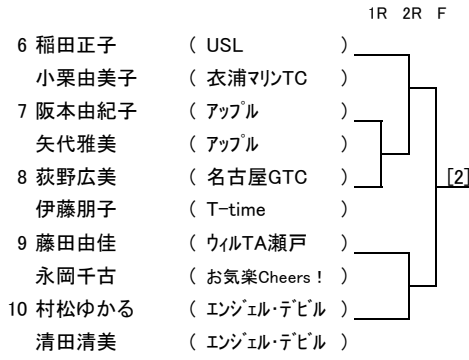 1R 2R F
6 稲田正子 ( USL )
小栗由美子 ( 衣浦マリンTC )
7 阪本由紀子 ( アップル )
矢代雅美 ( アップル )
8 荻野広美 ( 名古屋GTC )
[2]
伊藤朋子 ( T-time )
9 藤田由佳 ( ウィルTA瀬戸 )
永岡千古 ( お気楽Cheers! )
10 村松ゆかる ( エンジェル・デビル )
清田清美 ( エンジェル・デビル )